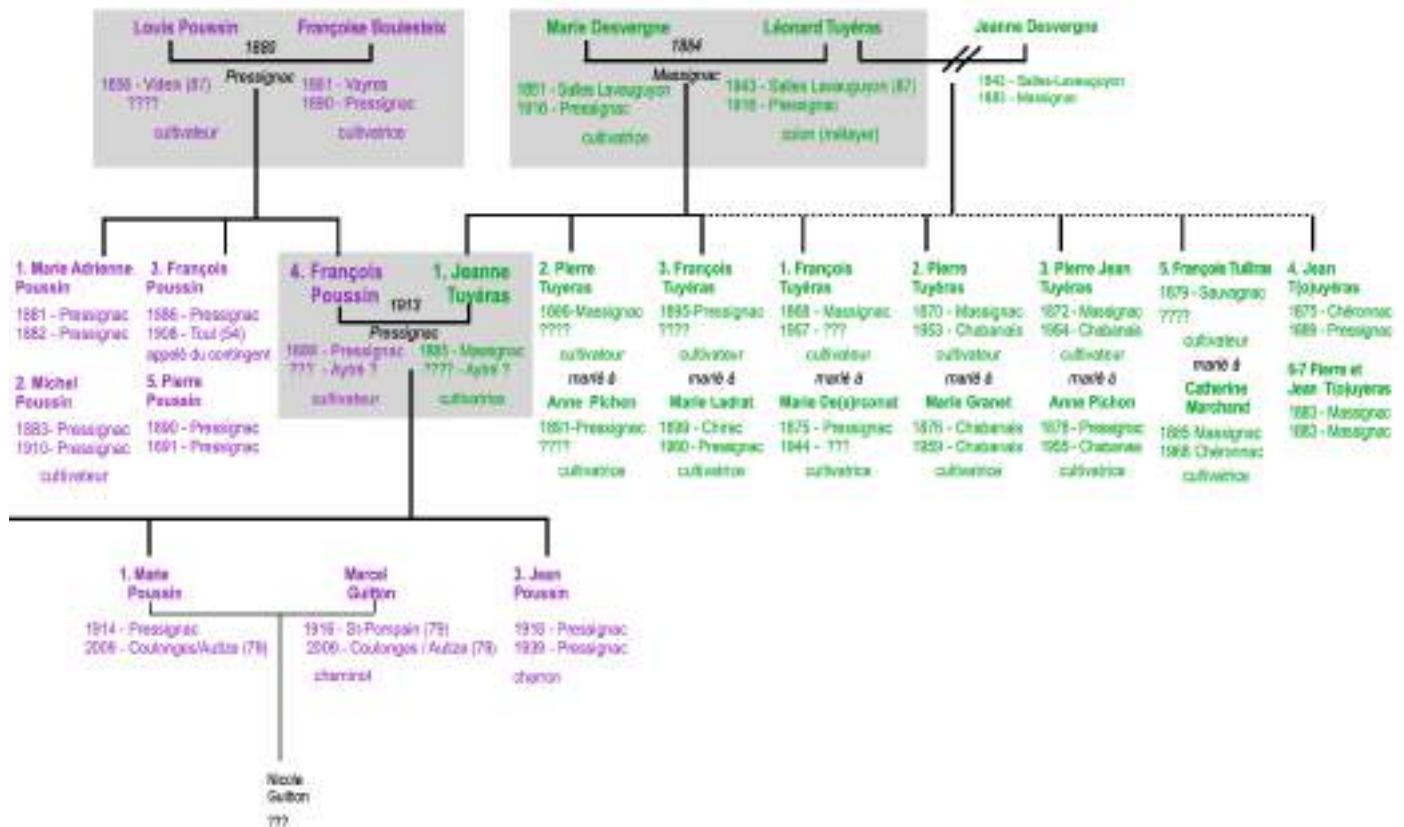 Louis Poussin
Françoise Boulesteix
1880
Pressignac
1856 - Videix (87)
????
cultivateur
1861 - Vayres
1890 - Pressignac
cultivatrice
Marie Desvergne
Léonard Tuyéras
1884
Massignac
1851 - Salles Lavauguyon
1916 - Pressignac
cultivatrice
1843 - Salles Lavauguyon (87)
1916 - Pressignac
colon (métayer)
Jeanne Desvergne
1842 - Salles-Lavauguyon
1883 - Massignac
1. Marie Adrienne
Poussin
1881 - Pressignac
1882 - Pressignac
2. Michel
Poussin
1883- Pressignac
1910- Pressignac
cultivateur
3. François
Poussin
1886 - Pressignac
1908 - Toul (54)
appelé du contingent
5. Pierre
Poussin
1890 - Pressignac
1891 - Pressignac
4. François
Poussin
1. Jeanne
Tuyéras
1913
Pressignac
1888 - Pressignac
??? - Aytré ?
cultivateur
1885 - Massignac
???? - Aytré ?
cultivatrice
2. Pierre
Tuyeras
1886-Massignac
????
cultivateur
marié à
Anne Pichon
1891-Pressignac
????
cultivatrice
3. François
Tuyéras
1895-Pressignac
????
cultivateur
marié à
Marie Ladrat
1899 - Chirac
1980 - Pressignac
cultivatrice
1. François
Tuyéras
1868 - Massignac
1957 - ???
cultivateur
marié à
Marie De(s)rconat
1875 - Pressignac
1944 - ???
cultivatrice
2. Pierre
Tuyéras
1870 - Massignac
1953 - Chabanais
cultivateur
marié à
Marie Granet
1876 - Chabanais
1959 - Chabanais
cultivatrice
3. Pierre Jean
Tuyéras
1872 - Massignac
1954 - Chabanais
cultivateur
marié à
Anne Pichon
1878 - Pressignac
1955 - Chabanais
cultivatrice
5. François Tuiliras
1879 - Sauvagnac
????
cultivateur
marié à
Catherine
Marchand
1885 Massignac
1968 Chéronnac
cultivatrice
4. Jean
T(o)uyéras
1875 - Chéronnac
1889 - Pressignac
6-7 Pierre et
Jean T(o)uyeras
1883 - Massignac
1883 - Massignac
1. Marie
Poussin
1914 - Pressignac
2006 - Coulonges/Autize (79)
Marcel
Guitton
1916 - St-Pompain (79)
2006 - Coulonges / Autize (79)
cheminot
3. Jean
Poussin
1918 - Pressignac
1939 - Pressignac
charron
Nicole
Guitton
???